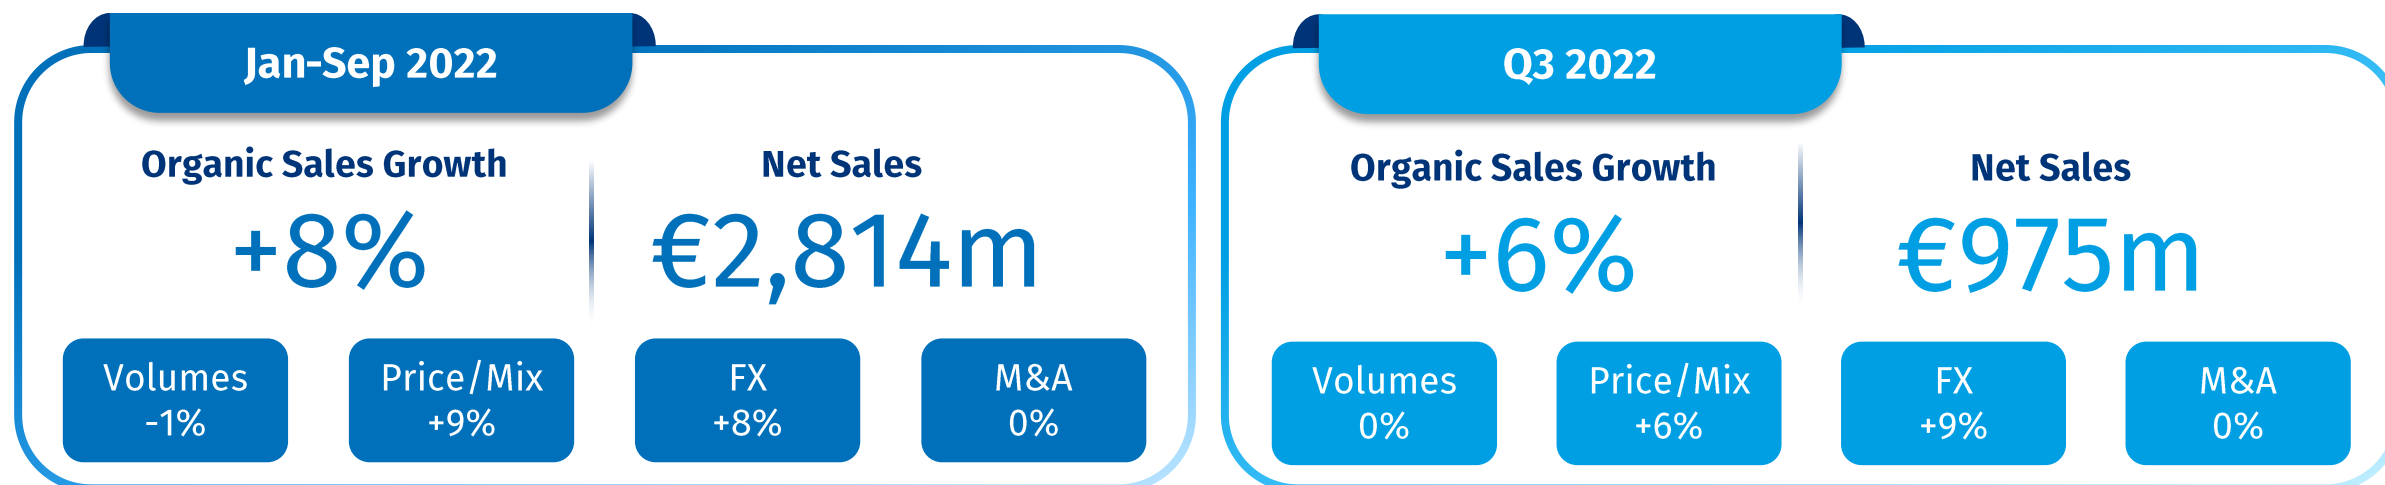 Jan-Sep 2022
Organic Sales Growth
+8%
Net Sales
€2,814m
Volumes
-1%
Price/Mix
+9%
FX
+8%
M&A
0%
Q3 2022
Organic Sales Growth
+6%
Net Sales
€975m
Volumes
0%
Price/Mix
+6%
FX
+9%
M&A
0%